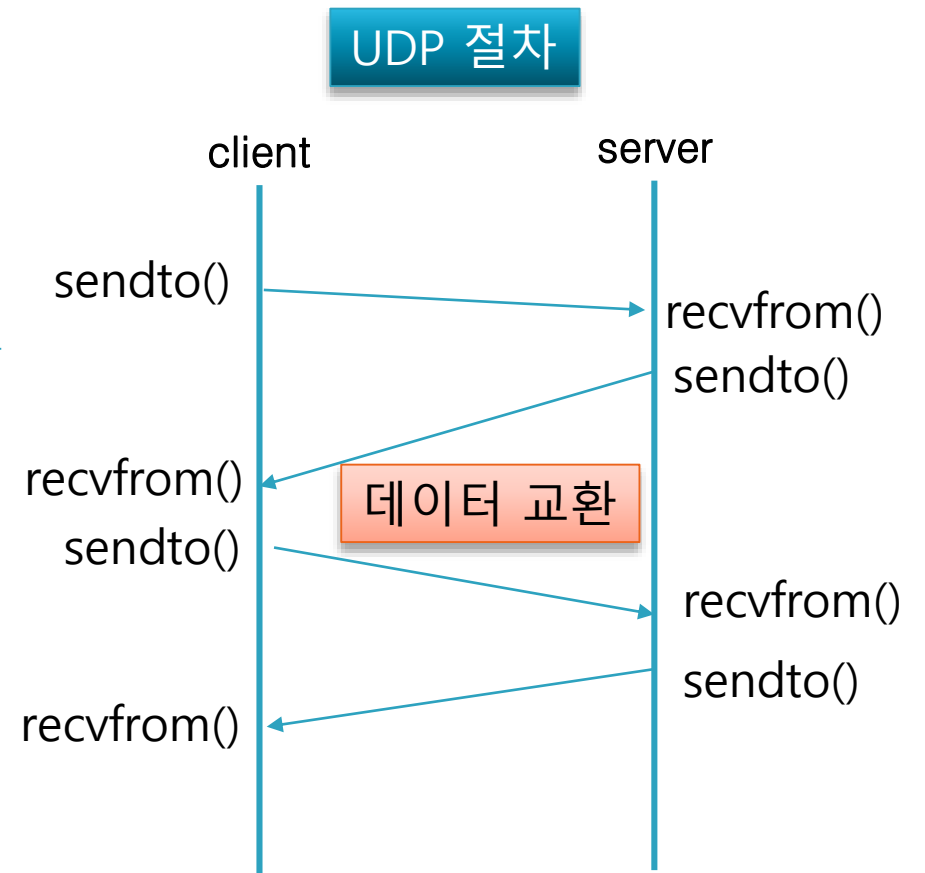 UDP 절차
client
server
sendto()
recvfrom()
sendto()
recvfrom()
데이터 교환
sendto()
recvfrom()
sendto()
recvfrom()